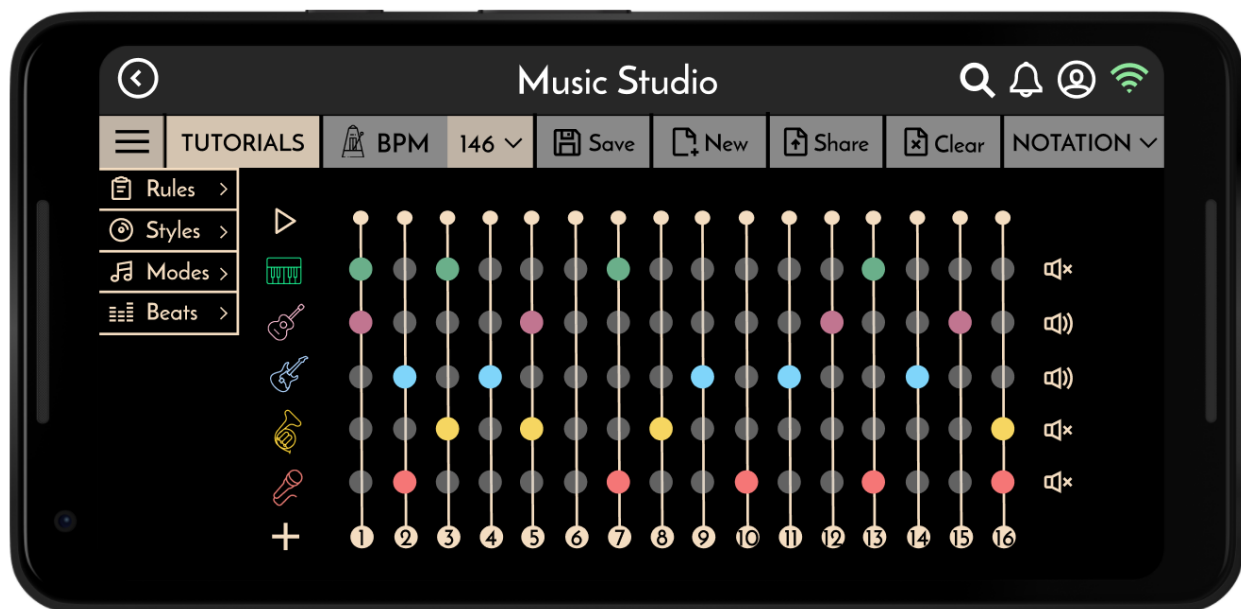 Music Studio
TUTORIALS BPM 146 Save New Share Clear NOTATION
Rules
Styles
Modes
Beats
1 2 3 4 5 6 7 8 9 10 11 12 13 14 15 16